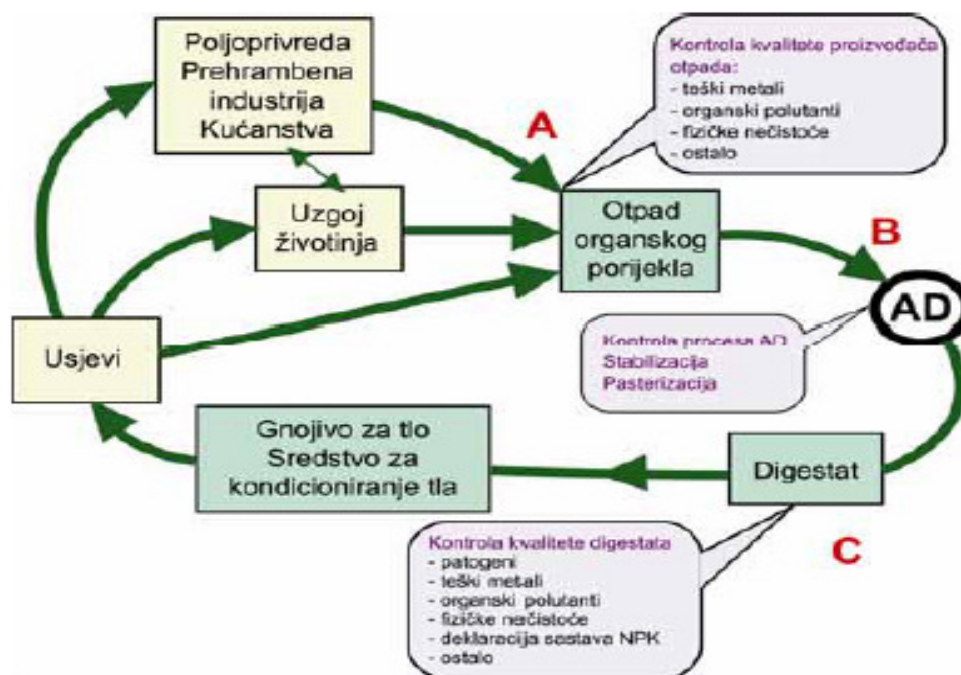 Poljoprivreda
Prehrambena
industrija
Kućanstva
Kontrola kvalitete proizvođača
otpada:
- teški metali
- organski polutanti
- fizičke nečistoće
- ostalo
A
Uzgoj
životinja
Otpad
organskog
porijekla
B
AD
Kontrola procesa AD
Stabilizacija
Pasterizacija
Usjevi
Gnojivo za tlo
Sredstvo za
kondicioniranje tla
Digestat
C
Kontrola kvalitete digestata
- patogeni
- teški metali
- organski polutanti
- fizičke nečistoće
- deklaracija sastava NPK
- ostalo